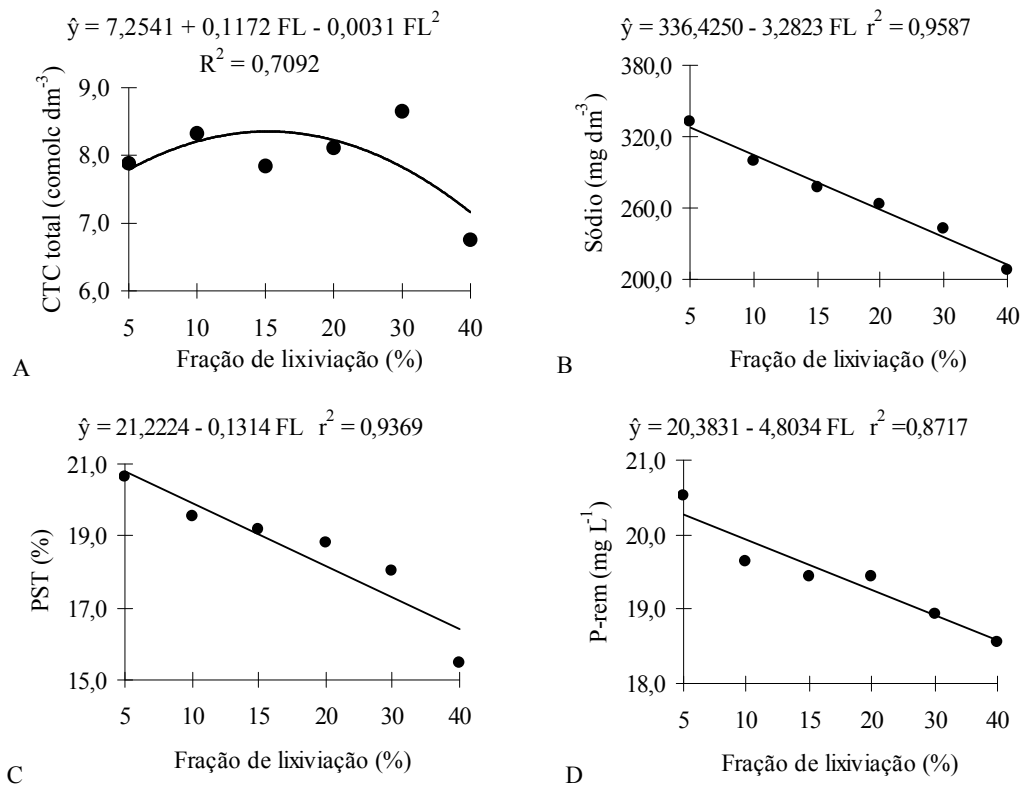 ŷ = 7,2541 + 0,1172 FL - 0,0031 FL²
R² = 0,7092
CTC total (comolc dm⁻³)
9,0
8,0
7,0
6,0
5 10 15 20 30 40
Fração de lixiviação (%)
A
ŷ = 336,4250 - 3,2823 FL r² = 0,9587
Sódio (mg dm⁻³)
380,0
320,0
260,0
200,0
5 10 15 20 30 40
Fração de lixiviação (%)
B
ŷ = 21,2224 - 0,1314 FL r² = 0,9369
PST (%)
21,0
19,0
17,0
15,0
5 10 15 20 30 40
Fração de lixiviação (%)
C
ŷ = 20,3831 - 4,8034 FL r² =0,8717
P-rem (mg L⁻¹)
21,0
20,0
19,0
18,0
5 10 15 20 30 40
Fração de lixiviação (%)
D